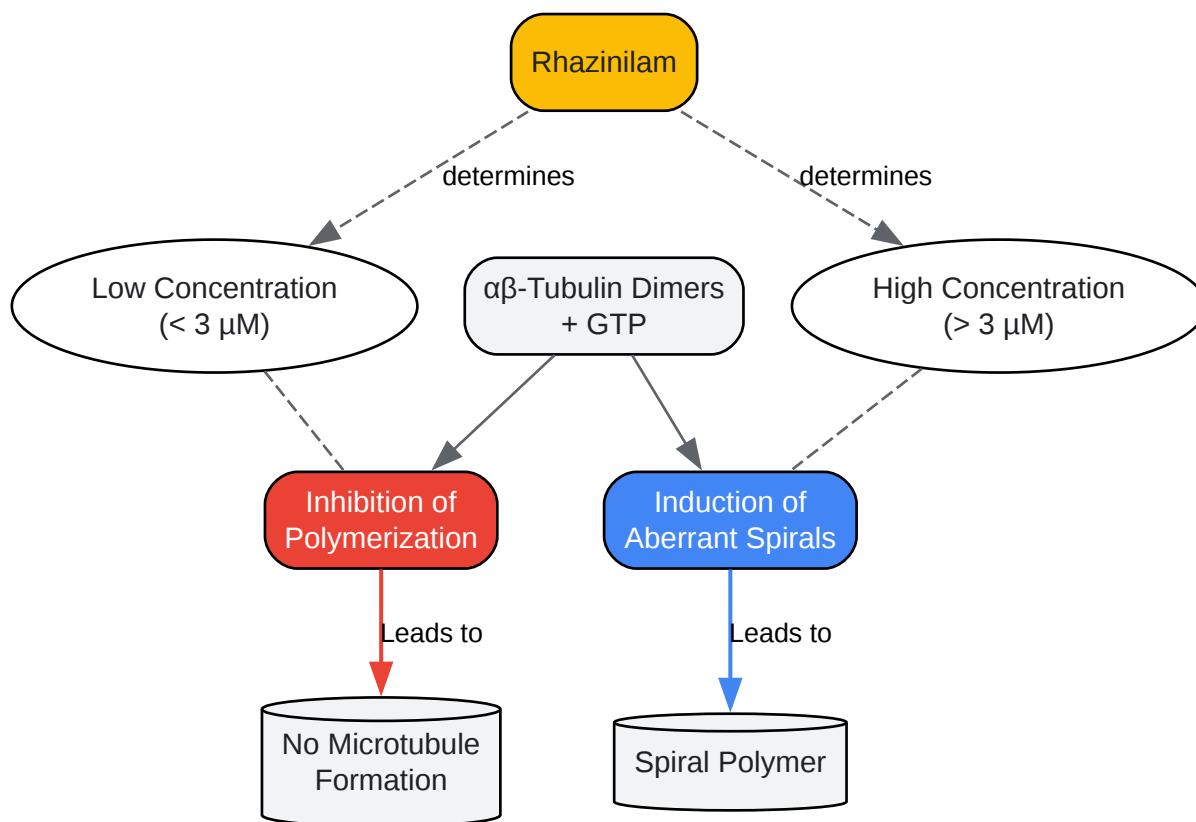 Rhazinilam
determines
determines
Low Concentration
(< 3 µM)
αβ-Tubulin Dimers
+ GTP
High Concentration
(> 3 µM)
Inhibition of
Polymerization
Induction of
Aberrant Spirals
Leads to
Leads to
No Microtubule
Formation
Spiral Polymer